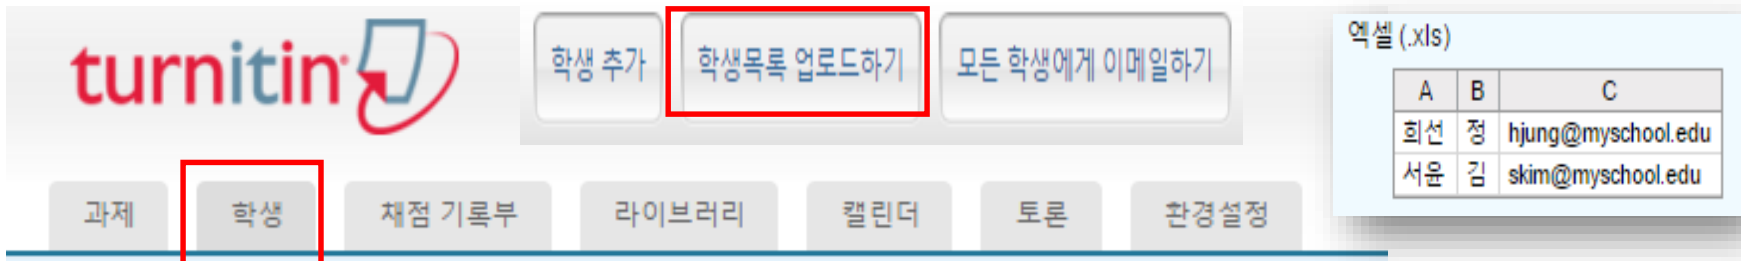 turnitin
학생 추가
학생목록 업로드하기
모든 학생에게 이메일하기
과제
학생
채점 기록부
라이브러리
캘린더
토론
환경설정
엑셀 (.xls)
A B C
희선 정 hjung@myschool.edu
서윤 김 skim@myschool.edu